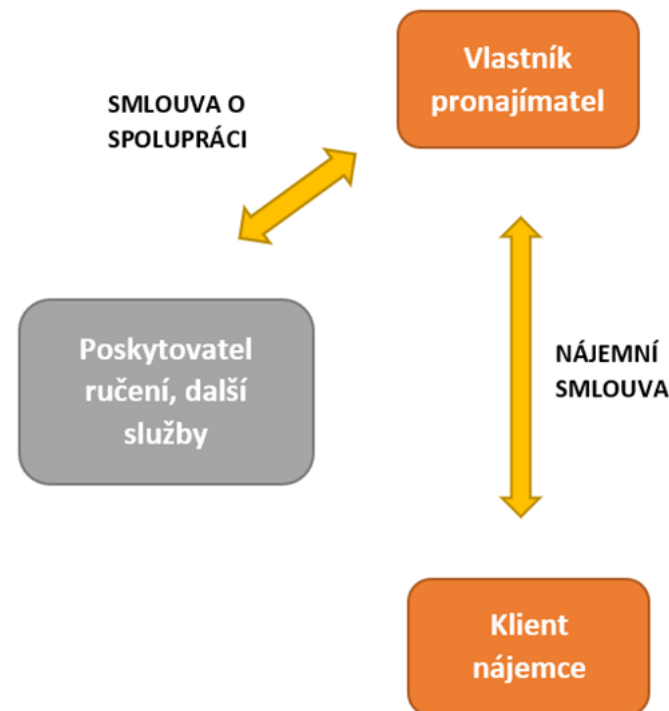 Vlastník
pronajímatel
SMLOUVA O
SPOLUPRÁCI
Poskytovatel
ručení, další
služby
NÁJEMNÍ
SMLOUVA
Klient
nájemce